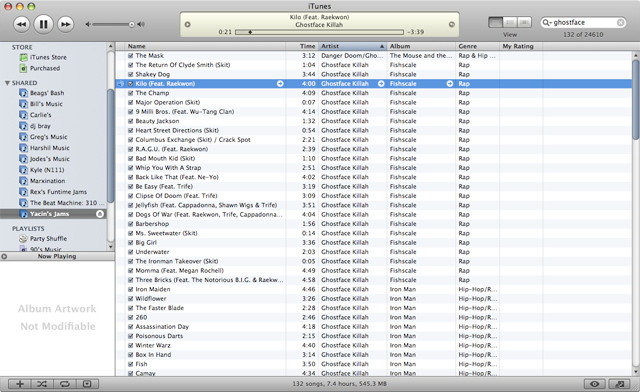 iTunes
Kilo (Feat. Raekwon)
Ghostface Killah
0:21
-3:39
View
ghostface
132 of 24610
STORE
iTunes Store
Purchased
SHARED
Beags' Bash
Bill's Music
Carlie's
dj bray
Greg's Music
Harshil Music
Jodes's Music
Kyle (N111)
Marxination
Rex's Funtime Jams
The Beat Machine: 310 ...
Yacin's Jams
PLAYLISTS
Party Shuffle
90's Music
Now Playing
Album Artwork
Not Modifiable
Name Time Artist Album Genre My Rating
The Mask 3:12 Danger Doom/Gho... The Mouse and the... Rap & Hip ...
The Return Of Clyde Smith (Skit) 1:04 Ghostface Killah Fishscale Rap
Shakey Dog 3:44 Ghostface Killah Fishscale Rap
Kilo (Feat. Raekwon) 4:00 Ghostface Killah Fishscale Rap
The Champ 4:09 Ghostface Killah Fishscale Rap
Major Operation (Skit) 0:07 Ghostface Killah Fishscale Rap
9 Milli Bros. (Feat. Wu-Tang Clan) 4:14 Ghostface Killah Fishscale Rap
Beauty Jackson 1:32 Ghostface Killah Fishscale Rap
Heart Street Directions (Skit) 0:54 Ghostface Killah Fishscale Rap
Columbus Exchange (Skit) / Crack Spot 2:21 Ghostface Killah Fishscale Rap
R.A.G.U. (Feat. Raekwon) 2:39 Ghostface Killah Fishscale Rap
Bad Mouth Kid (Skit) 1:10 Ghostface Killah Fishscale Rap
Whip You With A Strap 2:51 Ghostface Killah Fishscale Rap
Back Like That (Feat. Ne-Yo) 4:02 Ghostface Killah Fishscale Rap
Be Easy (Feat. Trife) 3:19 Ghostface Killah Fishscale Rap
Clipse Of Doom (Feat. Trife) 3:09 Ghostface Killah Fishscale Rap
Jellyfish (Feat. Cappadonna, Shawn Wigs & Trife) 3:51 Ghostface Killah Fishscale Rap
Dogs Of War (Feat. Raekwon, Trife, Cappadonna... 3:04 Ghostface Killah Fishscale Rap
Barbershop 1:56 Ghostface Killah Fishscale Rap
Ms. Sweetwater (Skit) 0:14 Ghostface Killah Fishscale Rap
Big Girl 3:36 Ghostface Killah Fishscale Rap
Underwater 2:03 Ghostface Killah Fishscale Rap
The Ironman Takeover (Skit) 0:05 Ghostface Killah Fishscale Rap
Momma (Feat. Megan Rochell) 3:49 Ghostface Killah Fishscale Rap
Three Bricks (Feat. The Notorious B.I.G. & Raekw... 4:58 Ghostface Killah Fishscale Rap
Iron Maiden 4:46 Ghostface Killah Iron Man Hip-Hop/R...
Wildflower 3:26 Ghostface Killah Iron Man Hip-Hop/R...
The Faster Blade 2:28 Ghostface Killah Iron Man Hip-Hop/R...
260 2:46 Ghostface Killah Iron Man Hip-Hop/R...
Assassination Day 4:18 Ghostface Killah Iron Man Hip-Hop/R...
Poisonous Darts 2:15 Ghostface Killah Iron Man Hip-Hop/R...
Winter Warz 4:40 Ghostface Killah Iron Man Hip-Hop/R...
Box In Hand 3:14 Ghostface Killah Iron Man Hip-Hop/R...
Fish 3:50 Ghostface Killah Iron Man Hip-Hop/R...
Camay 4:34 Ghostface Killah Iron Man Hip-Hop/R...
132 songs, 7.4 hours, 545.3 MB